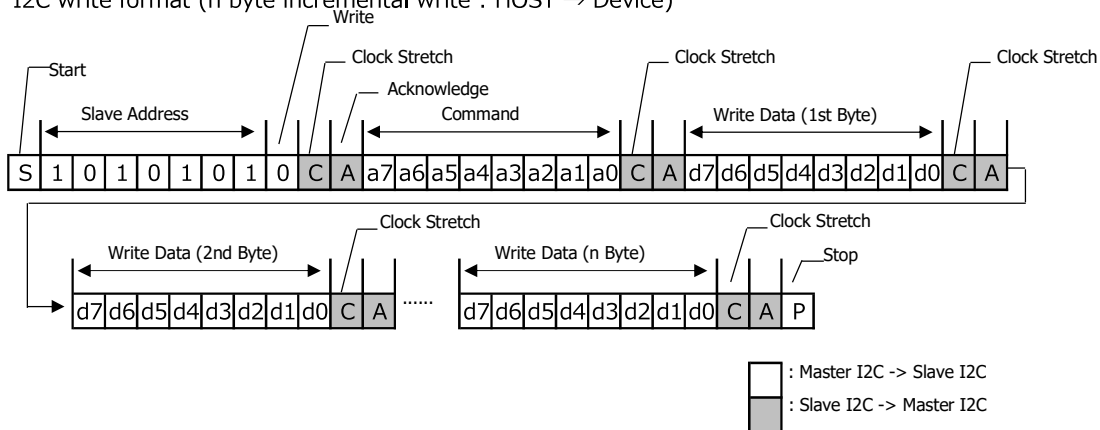 I2C write format (n byte incremental write : HOST -> Device)
Write
Clock Stretch
Clock Stretch
Clock Stretch
Start
Acknowledge
Slave Address
Command
Write Data (1st Byte)
S 1 0 1 0 1 0 1 0 C A a7 a6 a5 a4 a3 a2 a1 a0 C A d7 d6 d5 d4 d3 d2 d1 d0 C A
Clock Stretch
Clock Stretch
Write Data (2nd Byte)
Write Data (n Byte)
Stop
d7 d6 d5 d4 d3 d2 d1 d0 C A ...... d7 d6 d5 d4 d3 d2 d1 d0 C A P
: Master I2C -> Slave I2C
: Slave I2C -> Master I2C